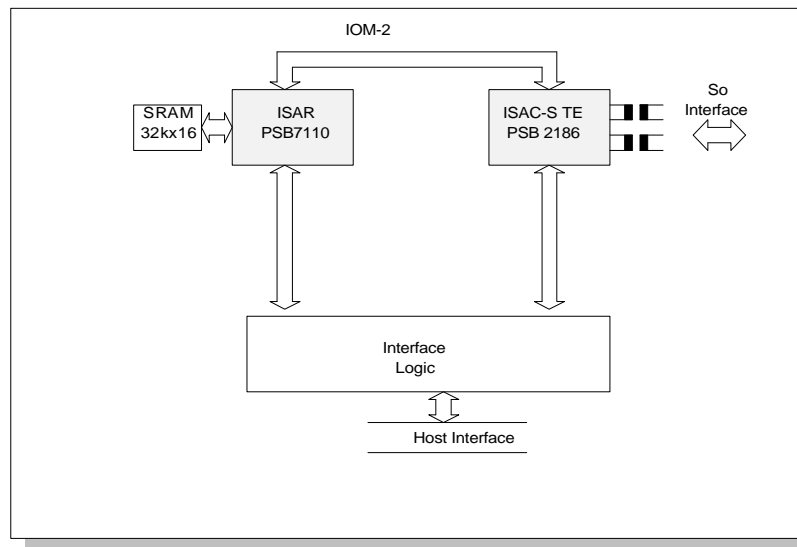 IOM-2
SRAM
32kx16
ISAR
PSB7110
ISAC-S TE
PSB 2186
So
Interface
Interface
Logic
Host Interface